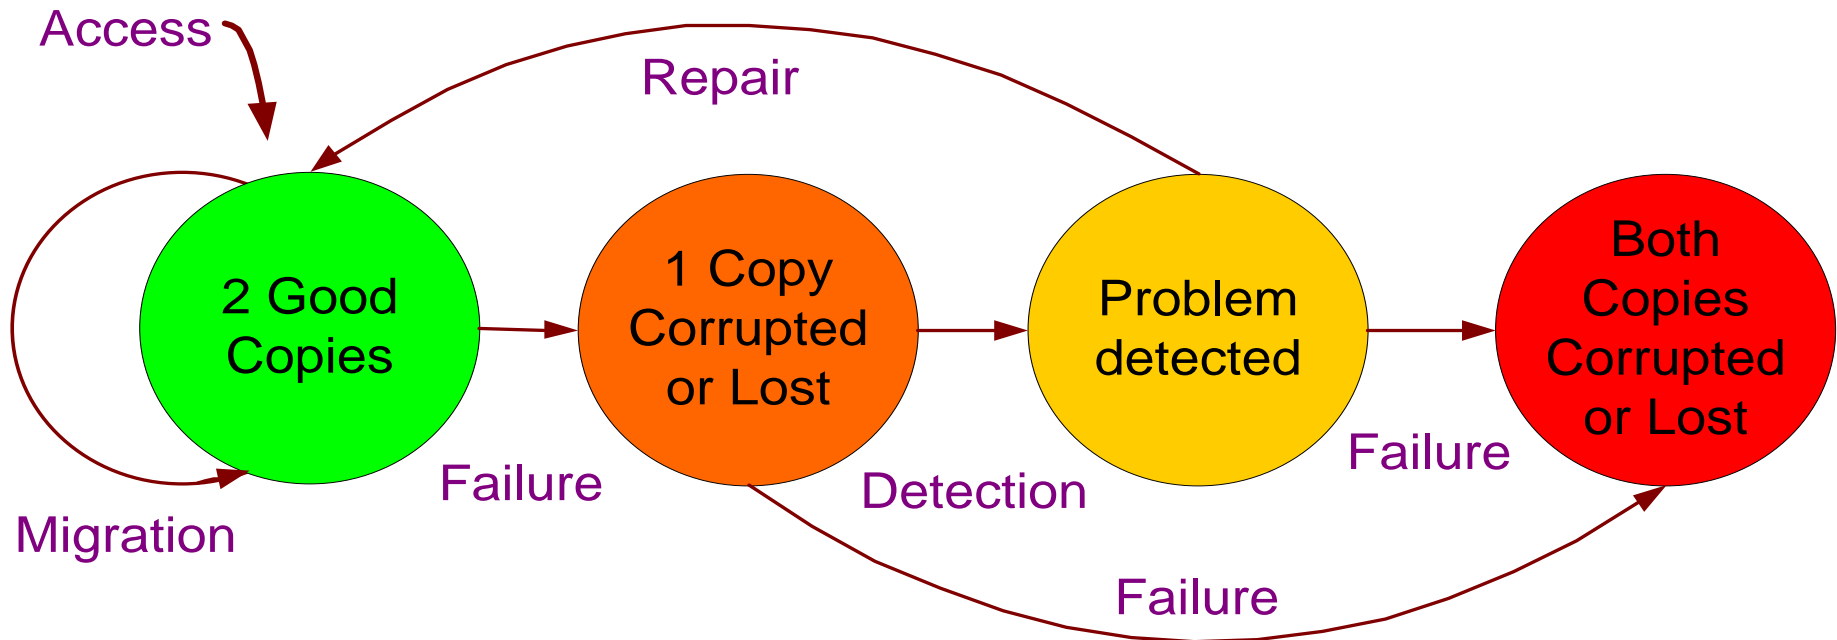 Access
Repair
2 Good
Copies
1 Copy
Corrupted
or Lost
Problem
detected
Both
Copies
Corrupted
or Lost
Migration
Failure
Detection
Failure
Failure